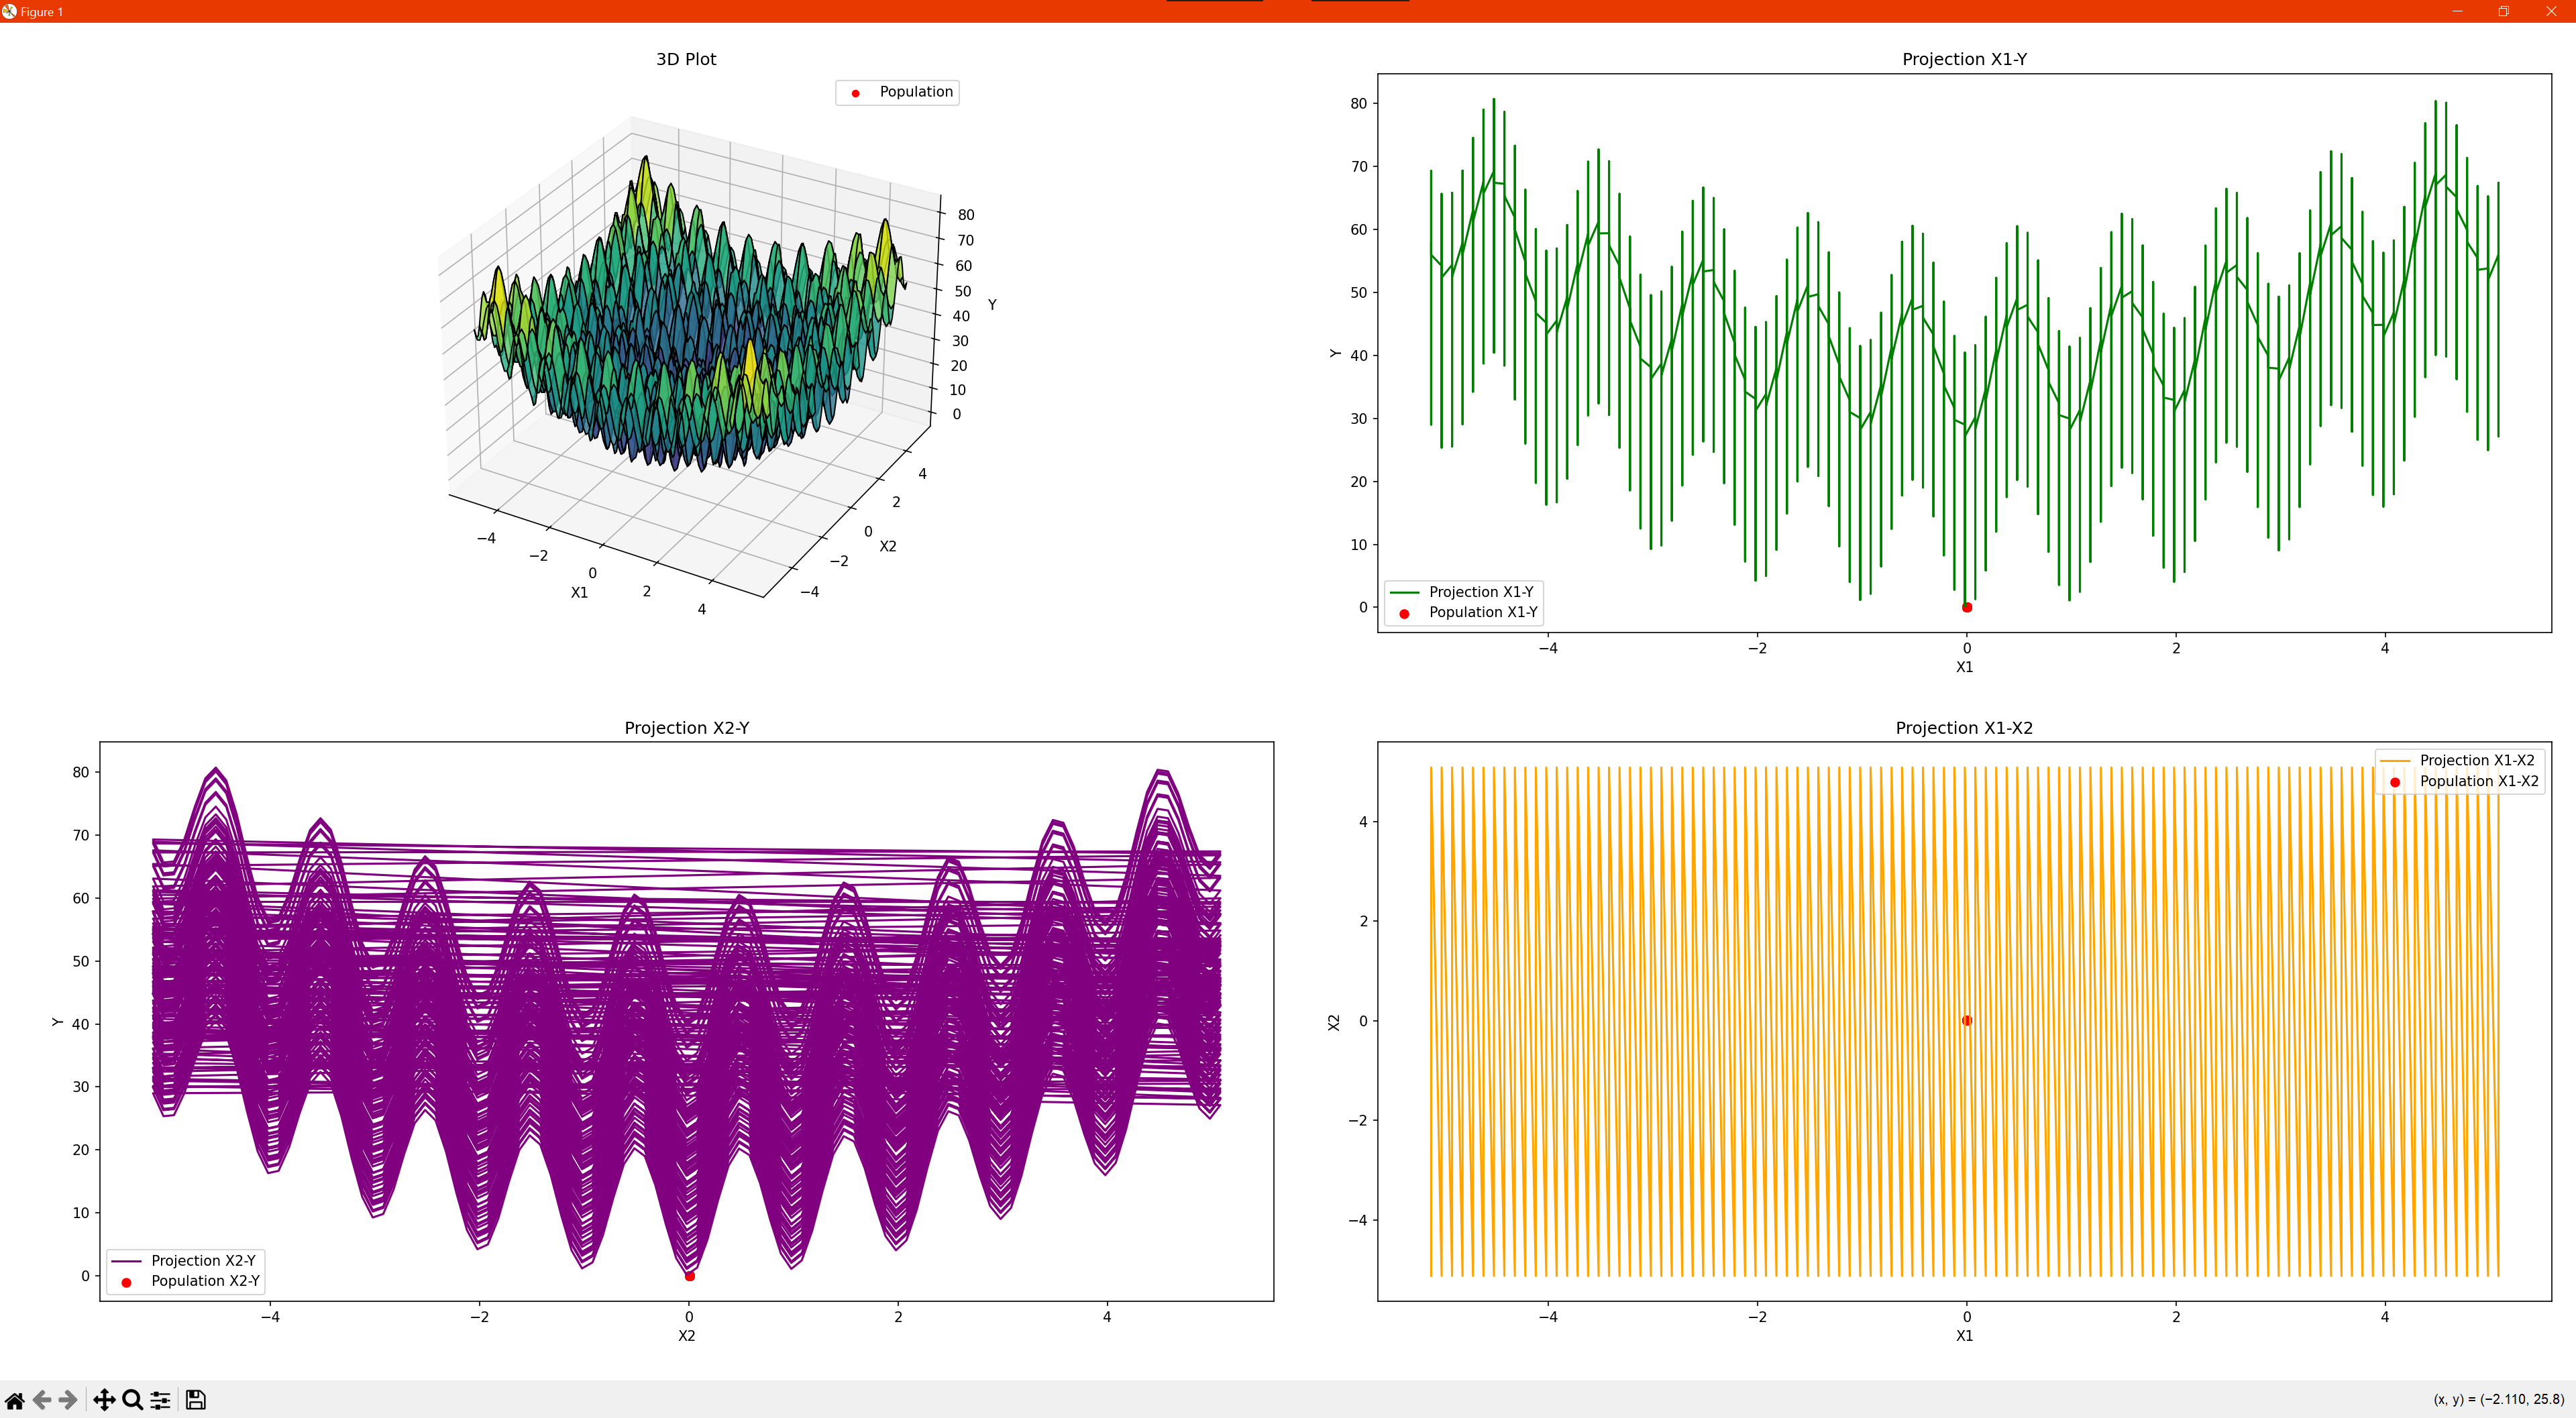 Figure 1
3D Plot
Population
80
70
60
50
40
30
20
10
0
Y
−4
−2
0
2
4
X1
4
2
0
−2
−4
X2
Projection X1-Y
80
70
60
50
40
30
20
10
0
Y
Projection X1-Y
Population X1-Y
−4
−2
0
2
4
X1
Projection X2-Y
80
70
60
50
40
30
20
10
0
Y
Projection X2-Y
Population X2-Y
−4
−2
0
2
4
X2
Projection X1-X2
Projection X1-X2
Population X1-X2
4
2
0
−2
−4
X2
−4
−2
0
2
4
X1
(x, y) = (−2.110, 25.8)